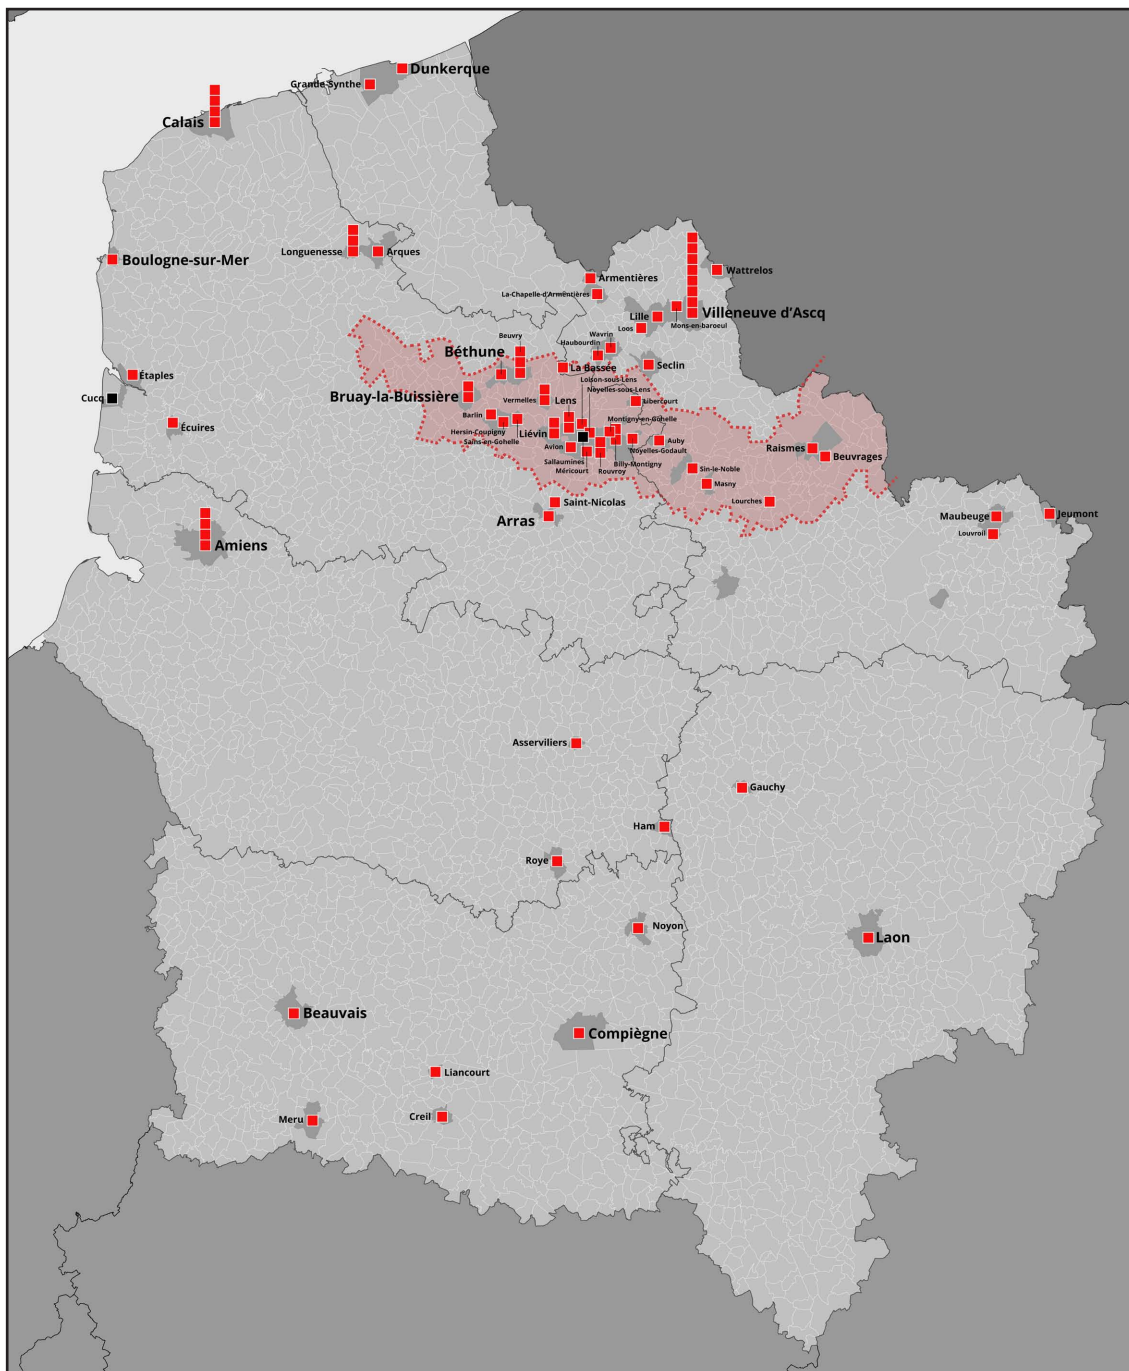 Dunkerque
Grande-Synthe
Calais
Longuenesse
Arques
Boulogne-sur-Mer
Armentières
Wattrelos
La-Chapelle-d'Armentières
Lille
Villeneuve d'Ascq
Loos
Mons-en-baroeul
Wavrin
Haubourdin
Beuvry
Béthune
La Bassée
Seclin
Étaples
Loison-sous-Lens
Noyelles-sous-Lens
Cucq
Bruay-la-Buissière
Vermelles
Lens
Libercourt
Écuires
Barlin
Hersin-Coupigny
Sains-en-Gohelle
Liévin
Montigny-en-Gohelle
Avion
Auby
Noyelles-Godault
Raismes
Beuvrages
Sallaumines
Méricourt
Billy-Montigny
Rouvroy
Sin-le-Noble
Masny
Lourches
Saint-Nicolas
Arras
Maubeuge
Jeumont
Louvroil
Amiens
Asserviliers
Gauchy
Ham
Roye
Noyon
Laon
Beauvais
Compiègne
Liancourt
Meru
Creil